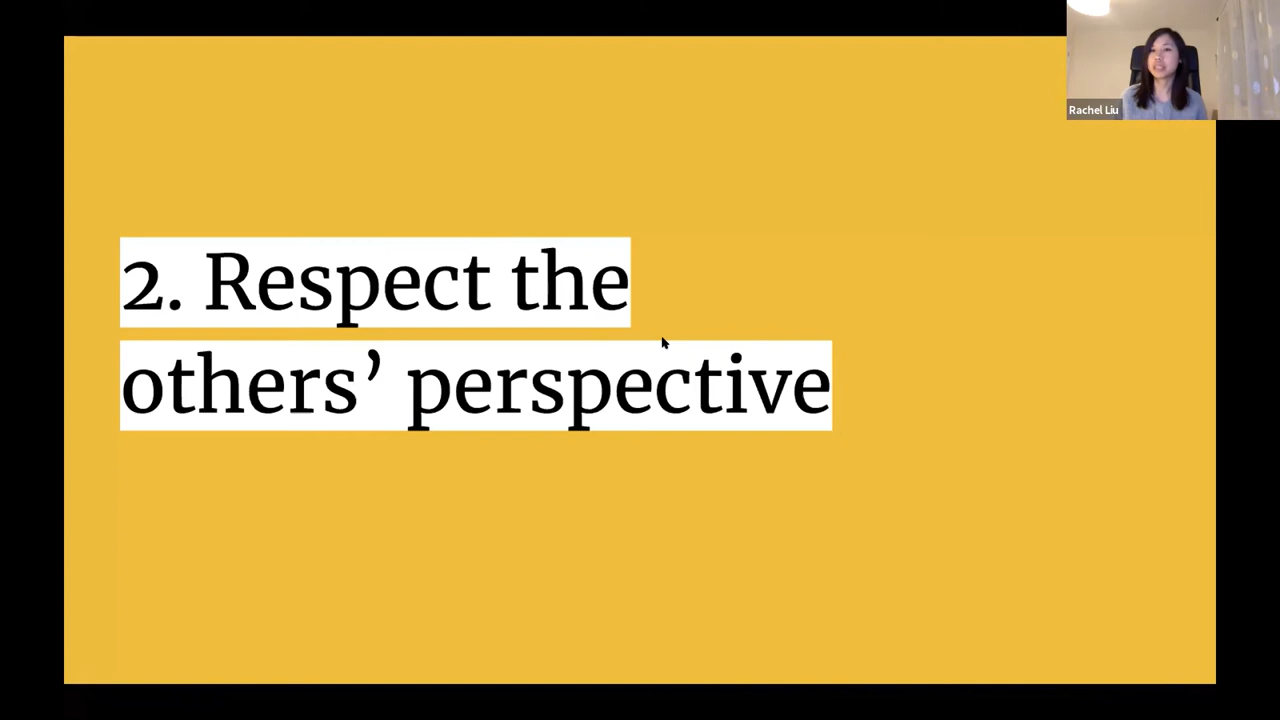 Rachel Liu
2. Respect the
others’ perspective